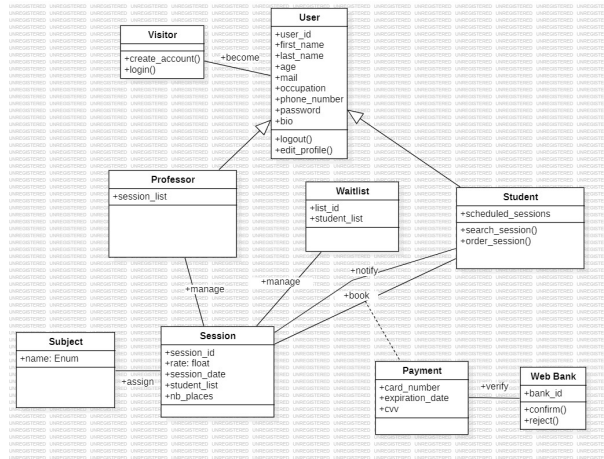 User
+user_id
+first_name
+last_name
+age
+mail
+occupation
+phone_number
+password
+bio
+logout()
+edit_profile()
Visitor
+create_account()
+login()
+become
Professor
+session_list
Waitlist
+list_id
+student_list
Student
+scheduled_sessions
+search_session()
+order_session()
+manage
+manage
+notify
+book
Subject
+name: Enum
+assign
Session
+session_id
+rate: float
+session_date
+student_list
+nb_places
Payment
+card_number
+expiration_date
+cvv
+verify
Web Bank
+bank_id
+confirm()
+reject()
UNREGISTERED